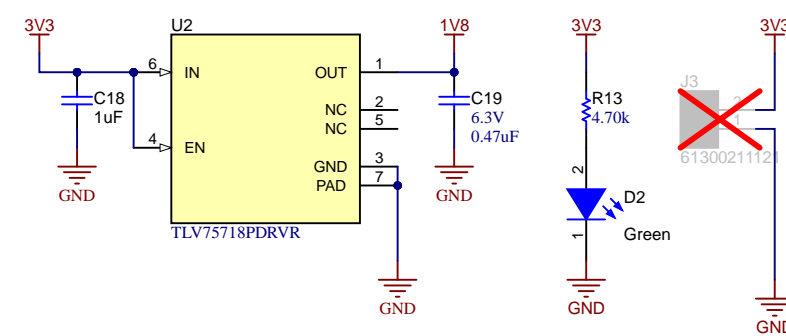 3V3
U2
1V8
3V3
3V3
6
IN
OUT
1
C18
1uF
C19
6.3V
0.47uF
NC
2
NC
5
4
EN
GND
3
PAD
7
GND
GND
TLV75718PDRVR
GND
R13
4.70k
2
D2
1
Green
GND
J3
2
1
61300211121
GND